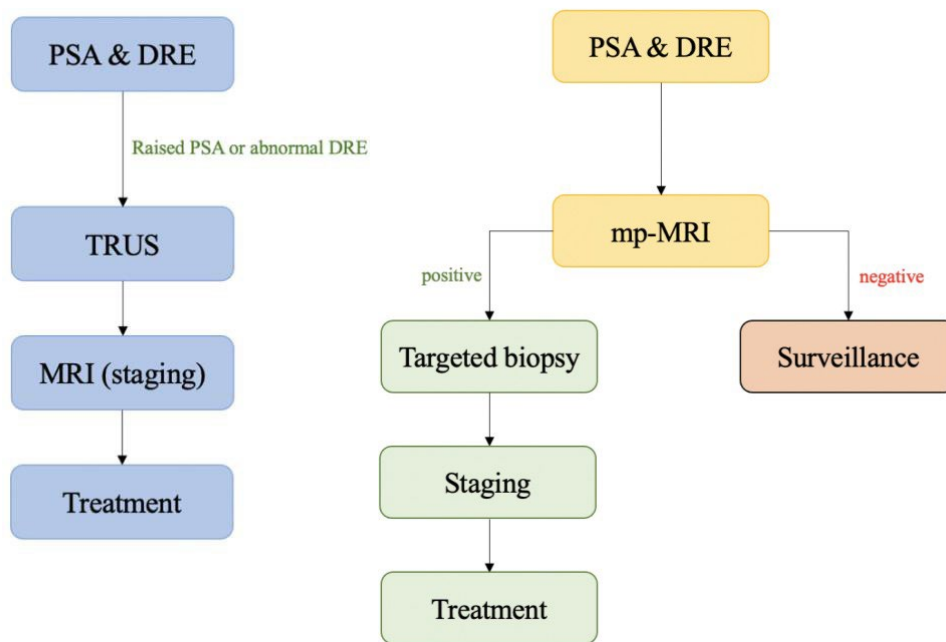 PSA & DRE
Raised PSA or abnormal DRE
TRUS
MRI (staging)
Treatment
PSA & DRE
mp-MRI
positive
negative
Targeted biopsy
Surveillance
Staging
Treatment